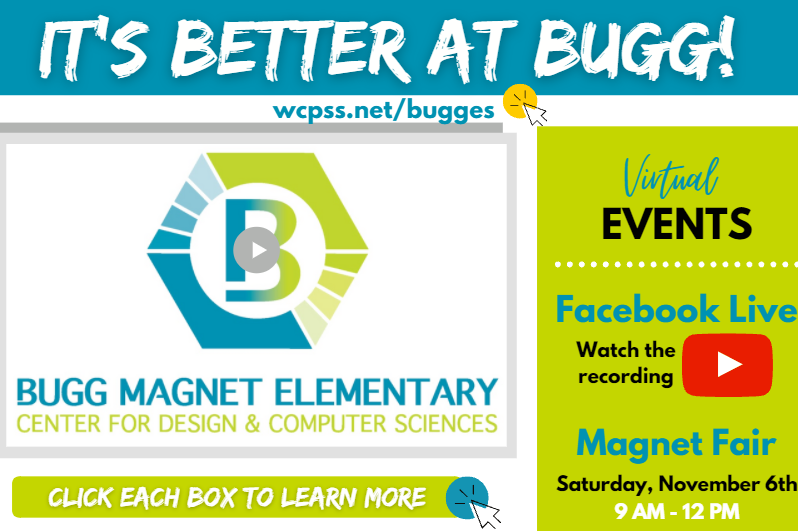 IT'S BETTER AT BUGG!
wcpss.net/bugges
B
BUGG MAGNET ELEMENTARY
CENTER FOR DESIGN & COMPUTER SCIENCES
CLICK EACH BOX TO LEARN MORE
Virtual
EVENTS
Facebook Live
Watch the
recording
Magnet Fair
Saturday, November 6th
9 AM - 12 PM